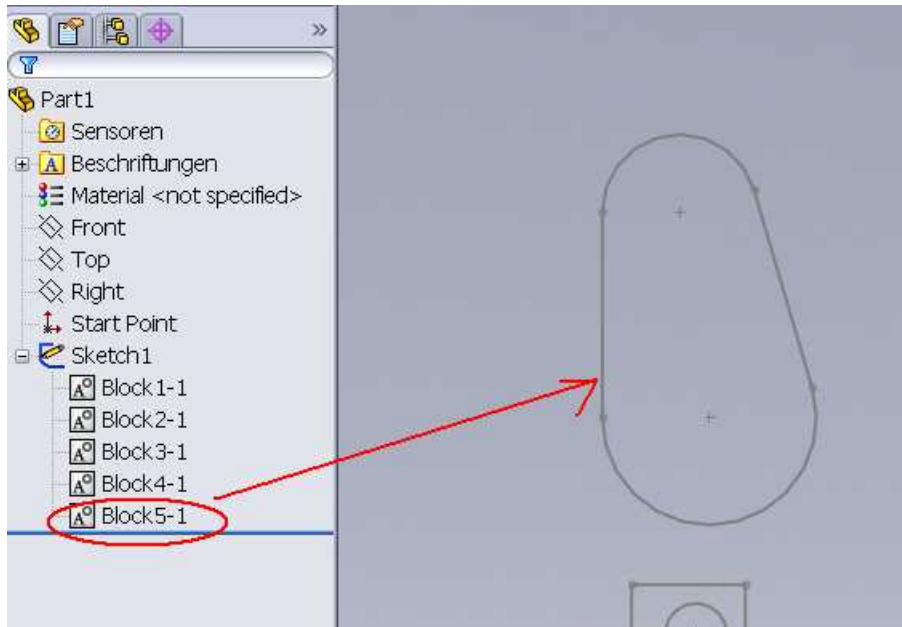 »
Part1
Sensoren
A Beschriftungen
Material <not specified>
Front
Top
Right
Start Point
Sketch1
Block1-1
Block2-1
Block3-1
Block4-1
Block5-1